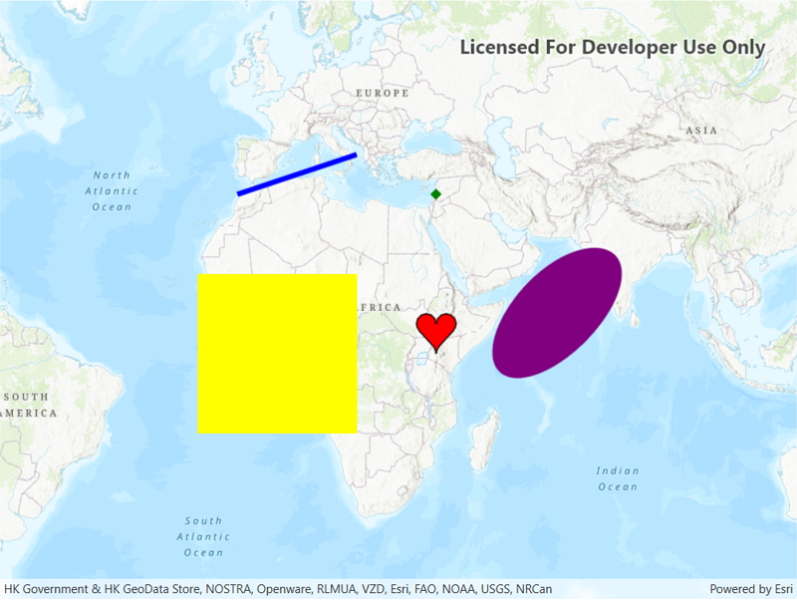 Licensed For Developer Use Only
EUROPE
ASIA
North
Atlantic
Ocean
FRICA
SOUTH
AMERICA
Indian
Ocean
South
Atlantic
Ocean
HK Government & HK GeoData Store, NOSTRA, Openware, RLMUA, VZD, Esri, FAO, NOAA, USGS, NRCan
Powered by Esri